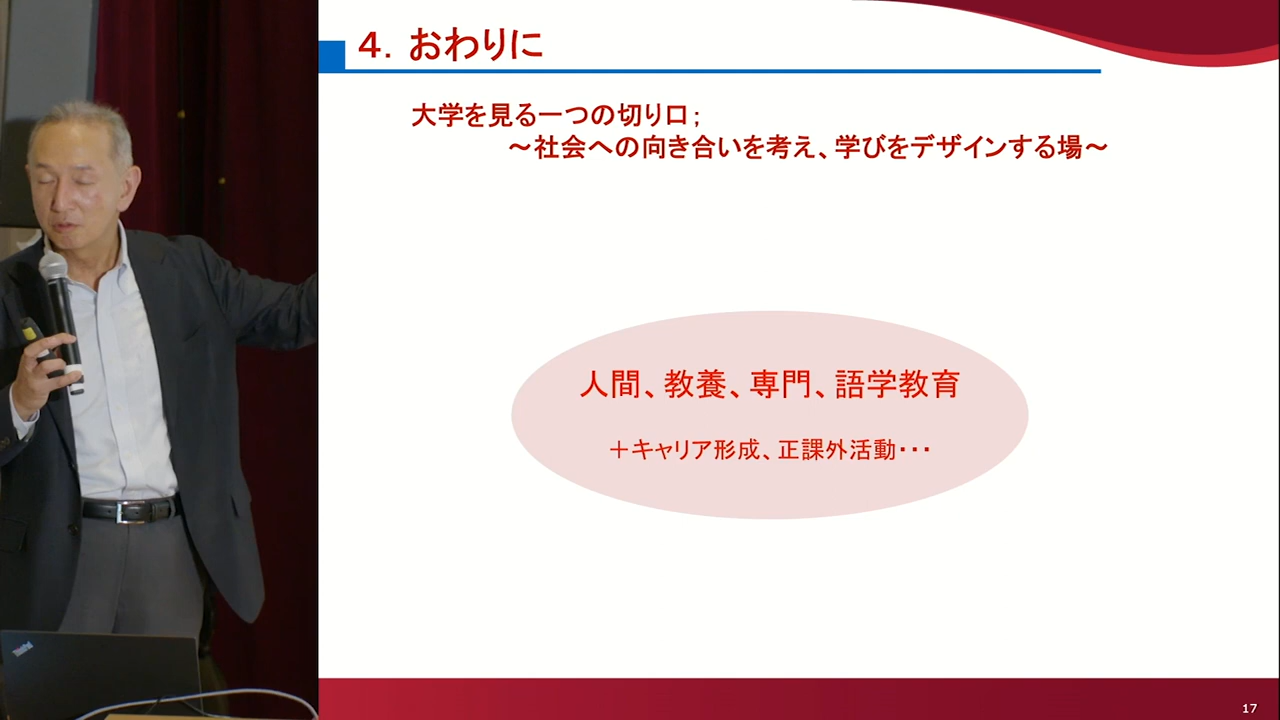 ４．おわりに
大学を見る一つの切り口；
～社会への向き合いを考え、学びをデザインする場～
人間、教養、専門、語学教育
＋キャリア形成、正課外活動・・・
17